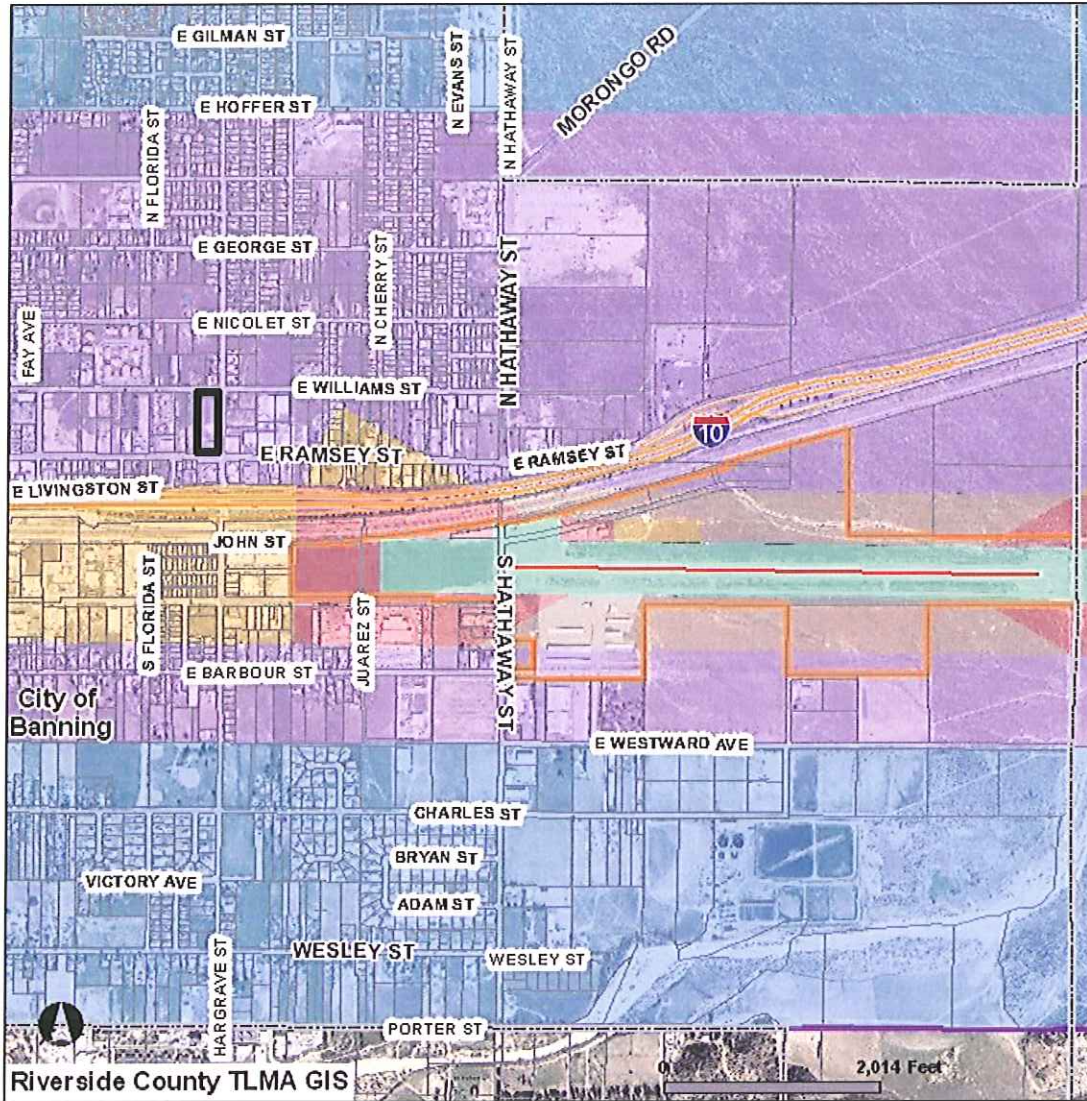 E GILMAN ST
N EVANS ST
N HATHAWAY ST
MORONGO RD
E HOFFER ST
N FLORIDA ST
E GEORGE ST
N CHERRY ST
N HATHAWAY ST
E NICOLET ST
FAY AVE
E WILLIAMS ST
10
E RAMSEY ST
E RAMSEY ST
E LIVINGSTON ST
JOHN ST
S FLORIDA ST
JUAREZ ST
S HATHAWAY ST
E BARBOUR ST
City of
Banning
E WESTWARD AVE
CHARLES ST
BRYAN ST
VICTORY AVE
ADAM ST
WESLEY ST
WESLEY ST
HARGRAVE ST
PORTER ST
Riverside County TLMA GIS
0
2,014 Feet